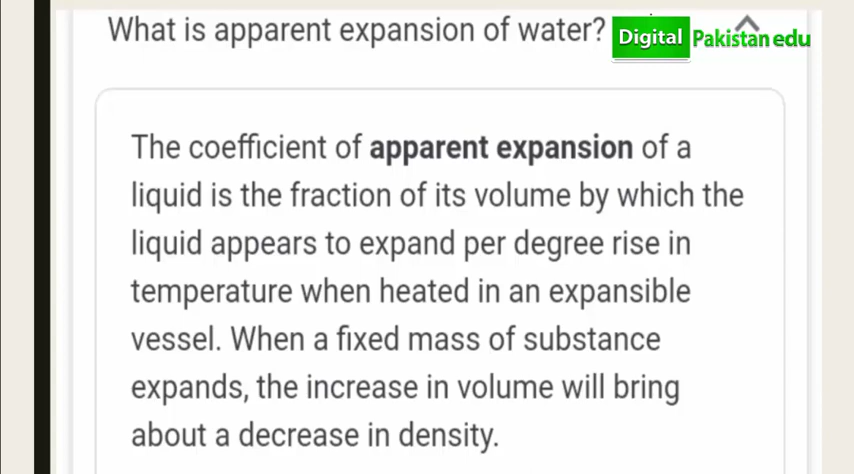 What is apparent expansion of water?
Digital Pakistan edu
The coefficient of apparent expansion of a
liquid is the fraction of its volume by which the
liquid appears to expand per degree rise in
temperature when heated in an expansible
vessel. When a fixed mass of substance
expands, the increase in volume will bring
about a decrease in density.